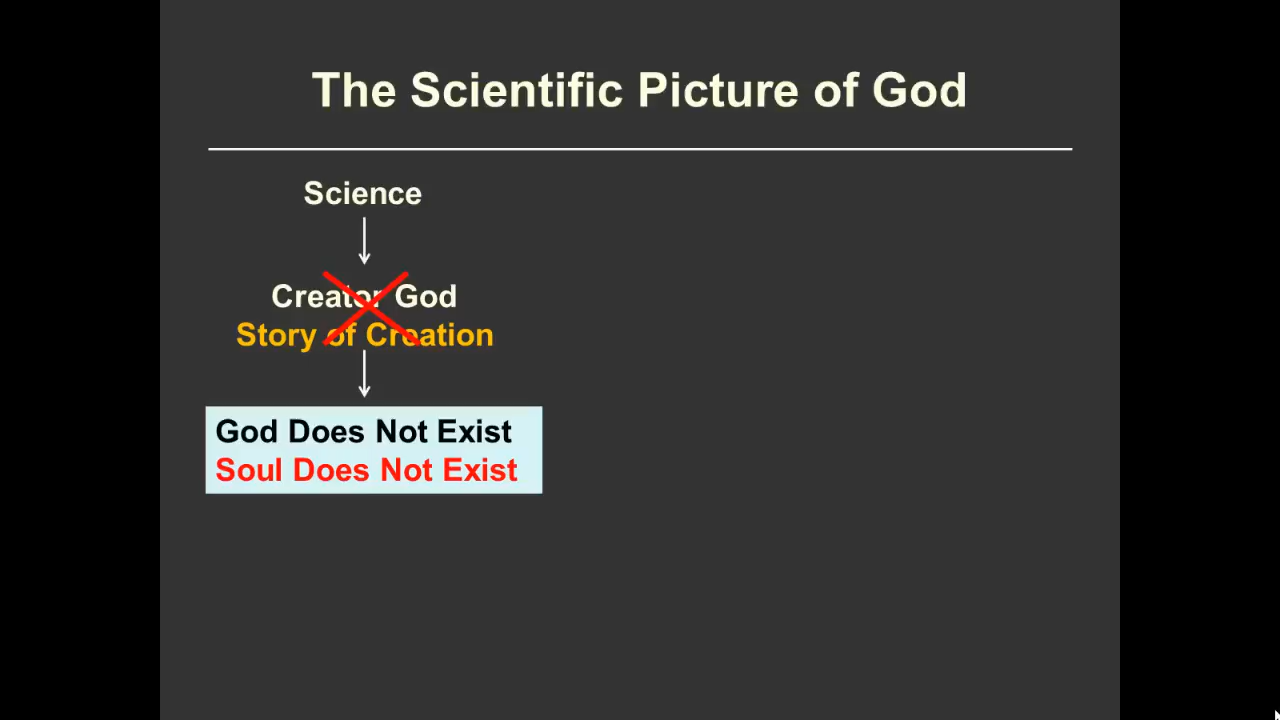 The Scientific Picture of God
Science
Creator God
Story of Creation
God Does Not Exist
Soul Does Not Exist